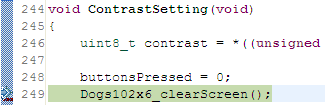 244 void ContrastSetting(void)
245 {
246 uint8_t contrast = *((unsigned
247
248 buttonsPressed = 0;
249 Dogs102x6_clearScreen();